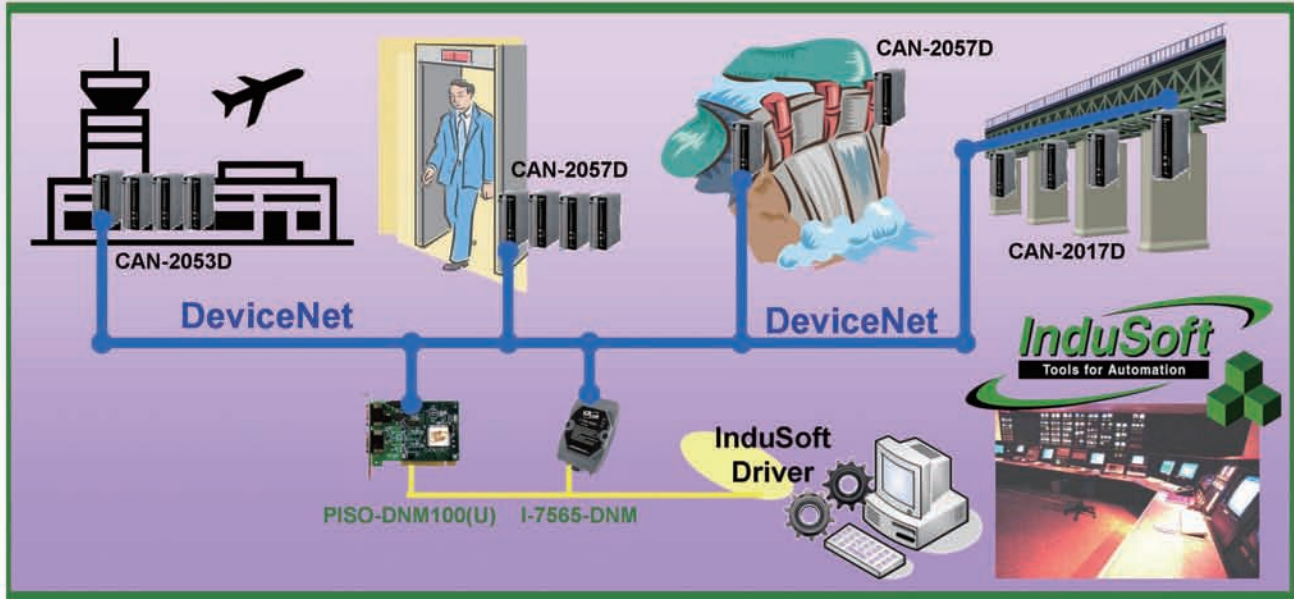 CAN-2057D
CAN-2057D
CAN-2053D
CAN-2017D
DeviceNet
DeviceNet
InduSoft
Tools for Automation
InduSoft
Driver
PISO-DNM100(U)
I-7565-DNM